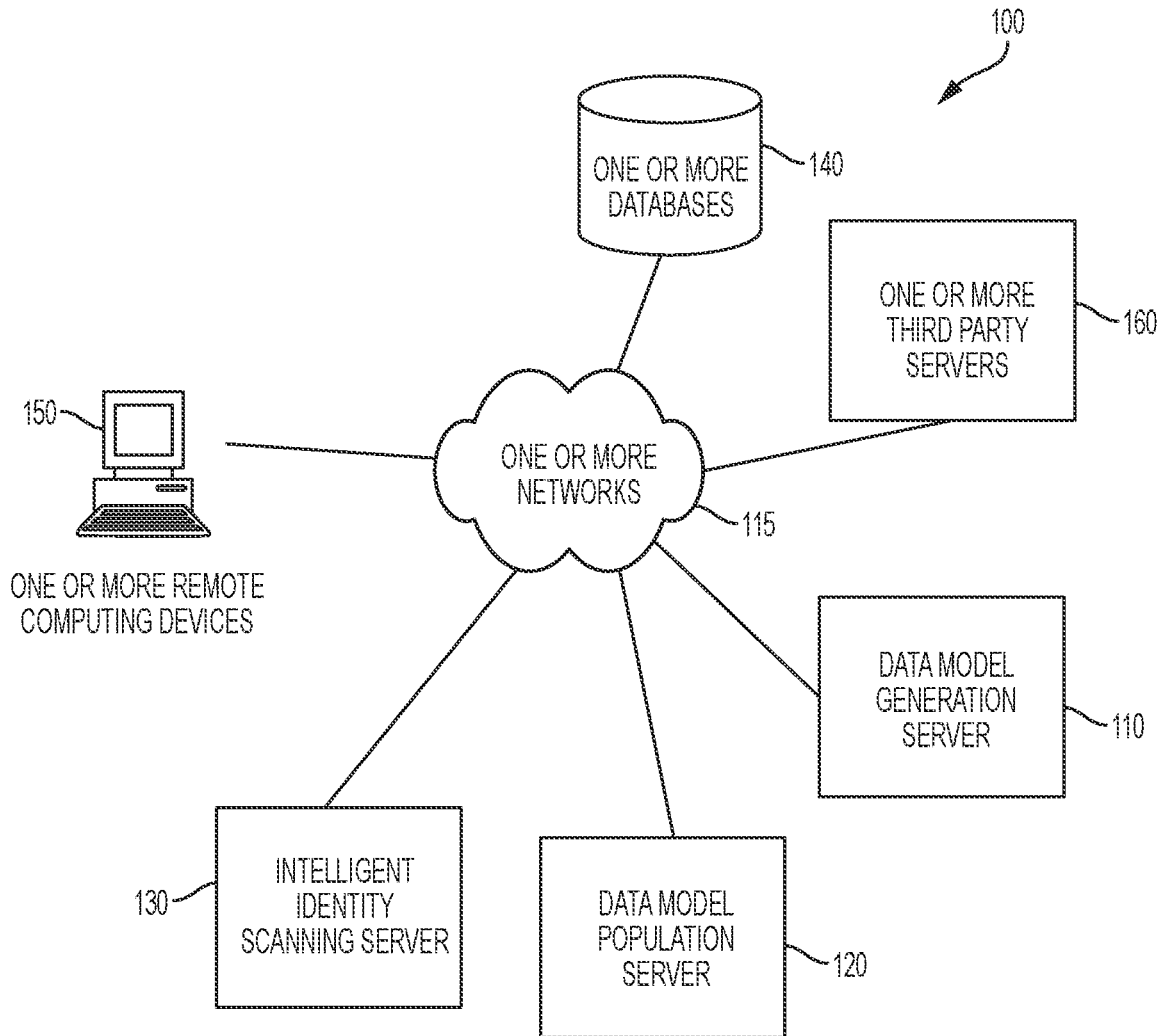 100
ONE OR MORE
DATABASES
140
ONE OR MORE
THIRD PARTY
SERVERS
160
150
ONE OR MORE REMOTE
COMPUTING DEVICES
ONE OR MORE
NETWORKS
115
DATA MODEL
GENERATION
SERVER
110
130
INTELLIGENT
IDENTITY
SCANNING SERVER
DATA MODEL
POPULATION
SERVER
120